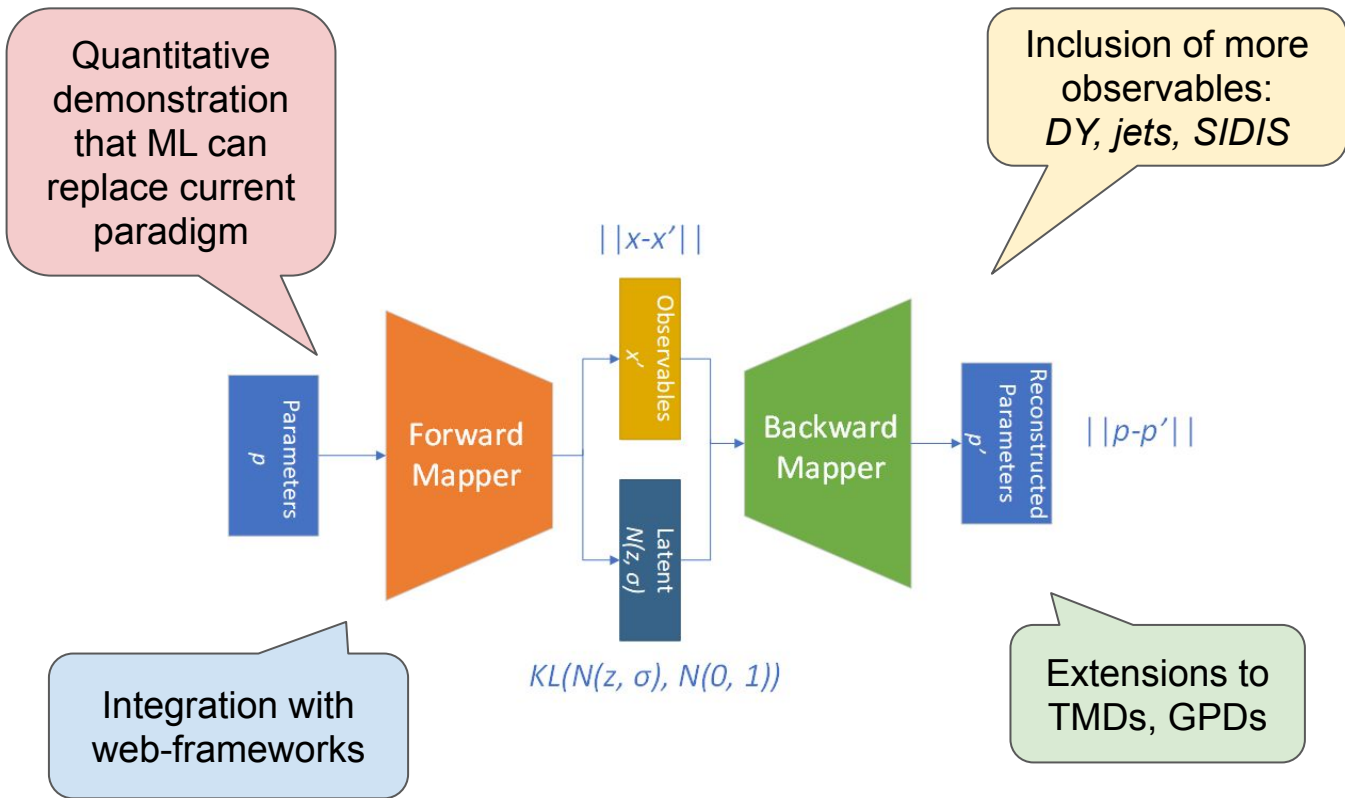 Quantitative
demonstration
that ML can
replace current
paradigm
Inclusion of more
observables:
DY, jets, SIDIS
||x-x’||
Parameters
p
Forward
Mapper
Observables
x’
Latent
N(z, σ)
Backward
Mapper
Reconstructed
Parameters
p’
||p-p’||
KL(N(z, σ), N(0, 1))
Integration with
web-frameworks
Extensions to
TMDs, GPDs